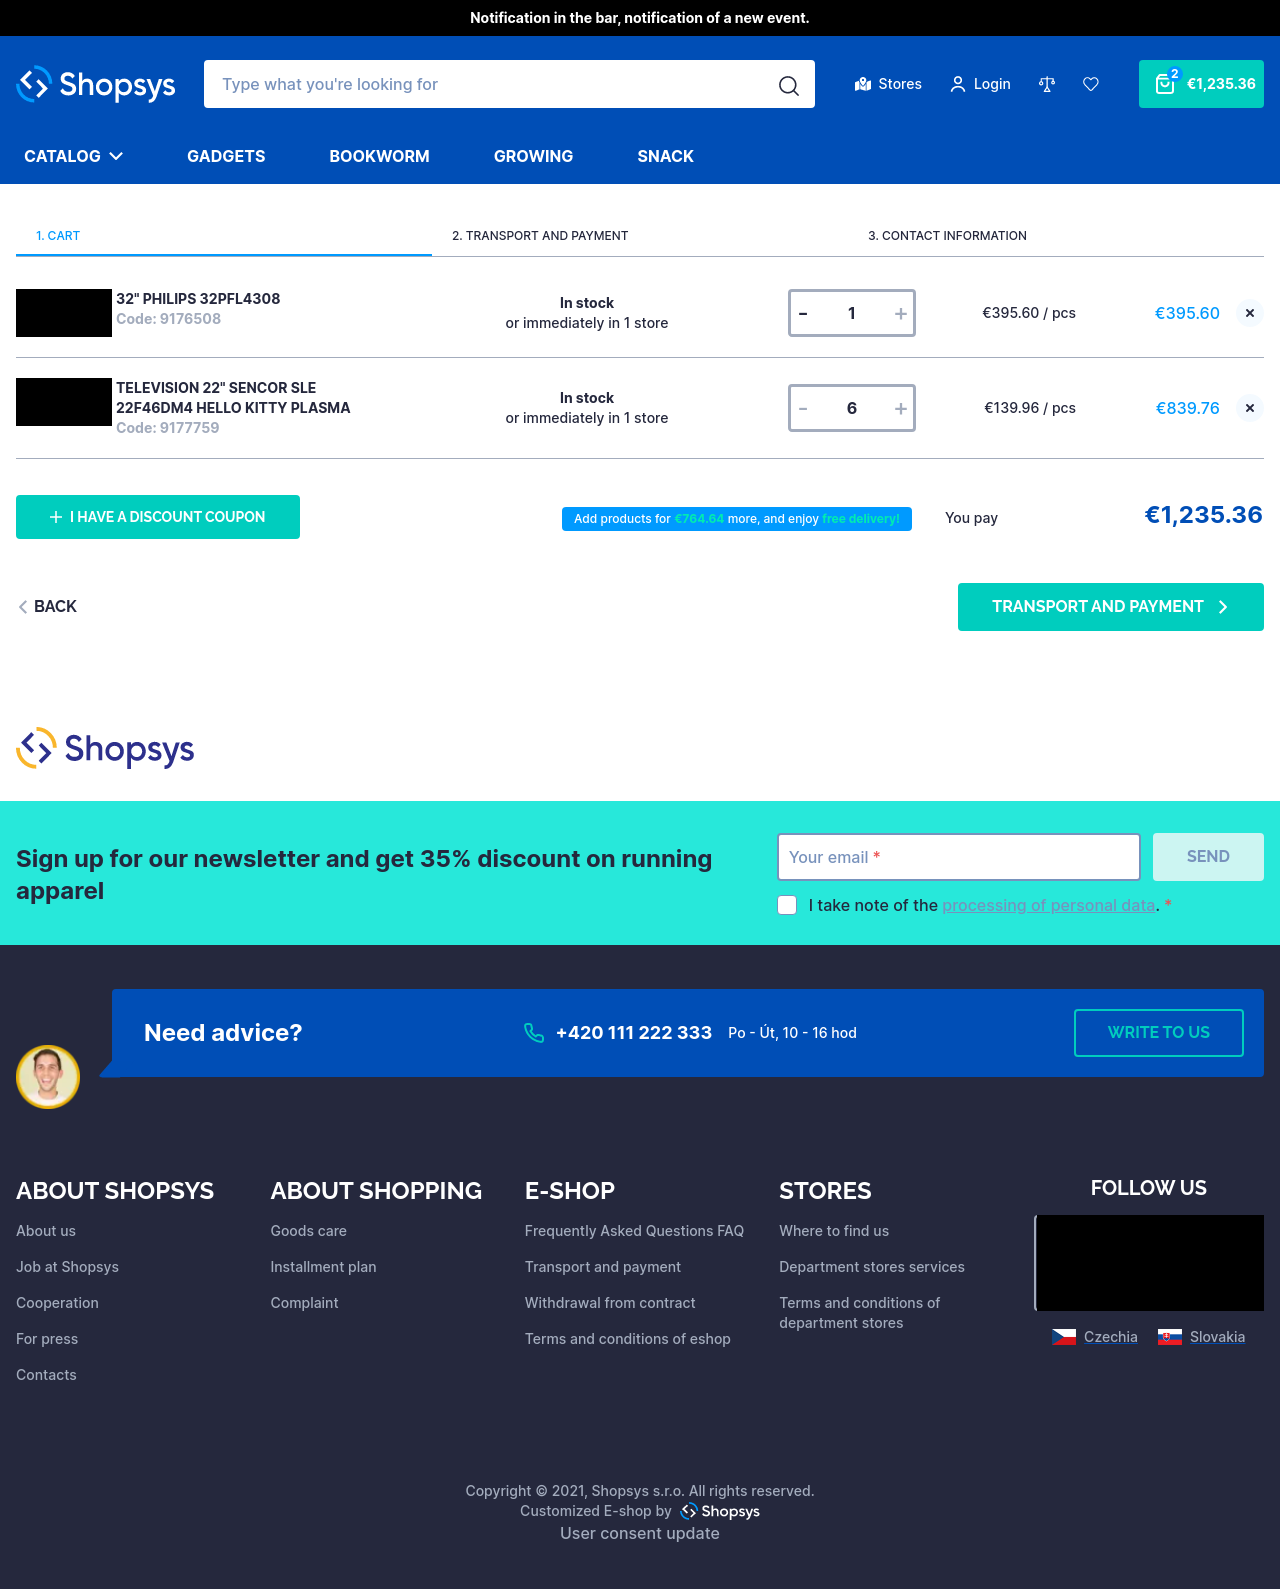 Notification in the bar, notification of a new event.
Shopsys
Type what you're looking for
Stores
Login
2
€1,235.36
CATALOG
GADGETS
BOOKWORM
GROWING
SNACK
1. CART
2. TRANSPORT AND PAYMENT
3. CONTACT INFORMATION
32" PHILIPS 32PFL4308
Code: 9176508
In stock
or immediately in 1 store
- 1 +
€395.60 / pcs
€395.60
TELEVISION 22" SENCOR SLE
22F46DM4 HELLO KITTY PLASMA
Code: 9177759
In stock
or immediately in 1 store
- 6 +
€139.96 / pcs
€839.76
+ I HAVE A DISCOUNT COUPON
Add products for €764.64 more, and enjoy free delivery!
You pay
€1,235.36
BACK
TRANSPORT AND PAYMENT
Shopsys
Sign up for our newsletter and get 35% discount on running
apparel
Your email *
SEND
I take note of the processing of personal data. *
Need advice?
+420 111 222 333
Po - Út, 10 - 16 hod
WRITE TO US
ABOUT SHOPSYS
About us
Job at Shopsys
Cooperation
For press
Contacts
ABOUT SHOPPING
Goods care
Installment plan
Complaint
E-SHOP
Frequently Asked Questions FAQ
Transport and payment
Withdrawal from contract
Terms and conditions of eshop
STORES
Where to find us
Department stores services
Terms and conditions of
department stores
FOLLOW US
Czechia
Slovakia
Copyright © 2021, Shopsys s.r.o. All rights reserved.
Customized E-shop by Shopsys
User consent update